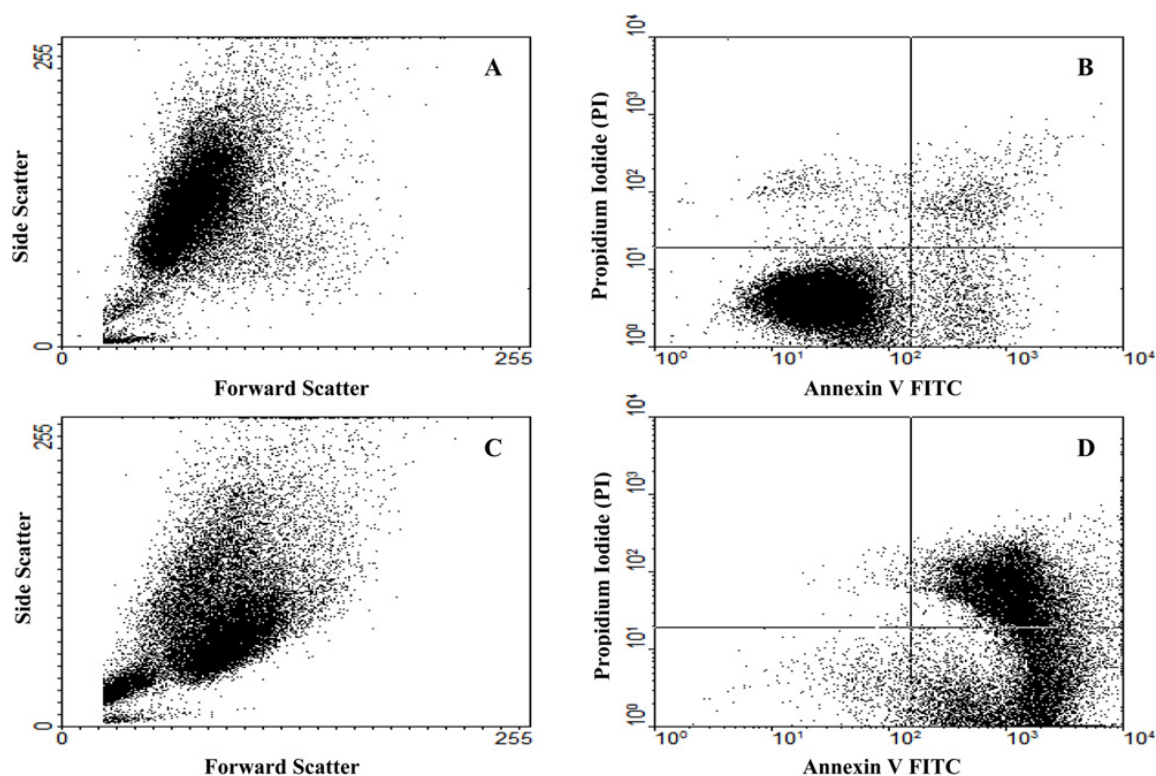 A
255
Side Scatter
0
0
255
Forward Scatter
B
10⁴
10³
10²
10¹
10⁰
Propidium Iodide (PI)
10⁰
10¹
10²
10³
10⁴
Annexin V FITC
C
255
Side Scatter
0
0
255
Forward Scatter
D
10⁴
10³
10²
10¹
10⁰
Propidium Iodide (PI)
10⁰
10¹
10²
10³
10⁴
Annexin V FITC